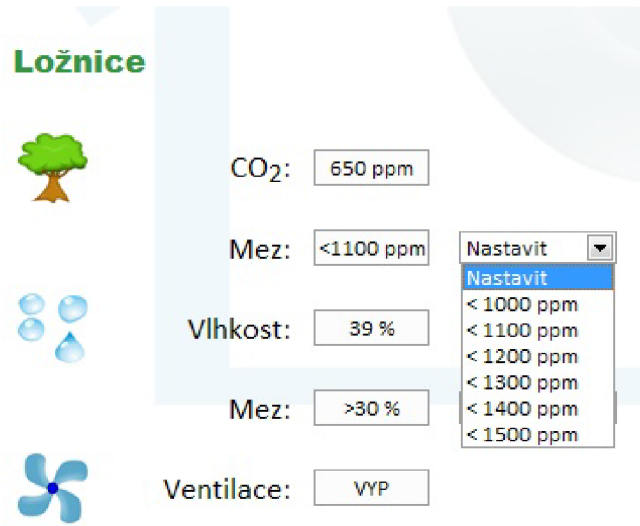 Ložnice
CO2: 650 ppm
Mez: <1100 ppm Nastavit
Nastavit
< 1000 ppm
< 1100 ppm
Vlhkost: 39 %
< 1200 ppm
< 1300 ppm
Mez: >30 %
< 1400 ppm
< 1500 ppm
Ventilace: VYP